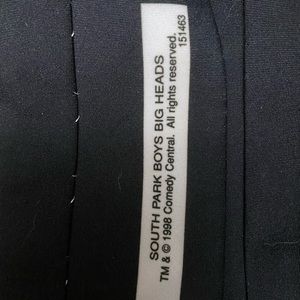 SOUTH PARK BOYS BIG HEADS
TM & © 1998 Comedy Central. All rights reserved.
151463